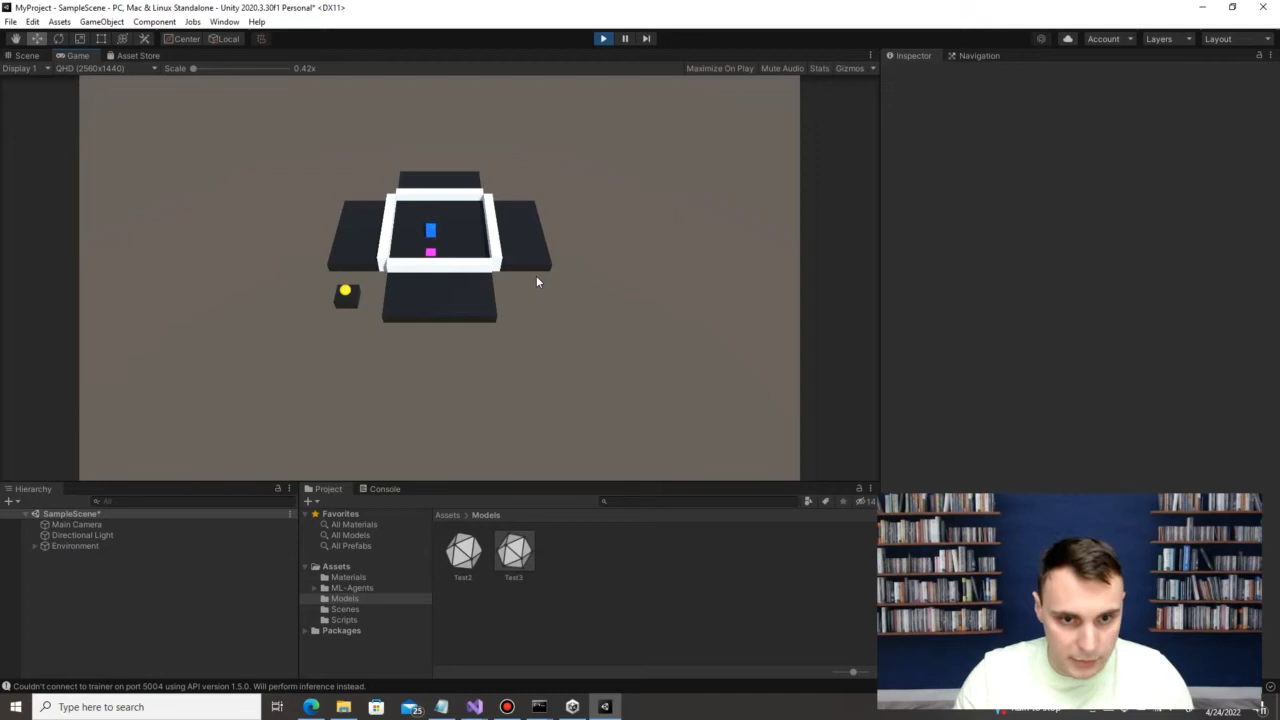 MyProject - SampleScene - PC, Mac & Linux Standalone - Unity 2020.3.30f1 Personal* <DX11>
File Edit Assets GameObject Component Jobs Window Help
Center Local
Account Layers Layout
Scene Game Asset Store
Inspector Navigation
Display 1 QHD (2560x1440) Scale 0.42x Maximize On Play Mute Audio Stats Gizmos
Hierarchy
All
SampleScene*
Main Camera
Directional Light
Environment
Project Console
14
Favorites
All Materials
All Models
All Prefabs
Assets
Materials
ML-Agents
Models
Scenes
Scripts
Packages
Assets > Models
Test2 Test3
Couldn't connect to trainer on port 5004 using API version 1.5.0. Will perform inference instead.
Type here to search
25
4/24/2022